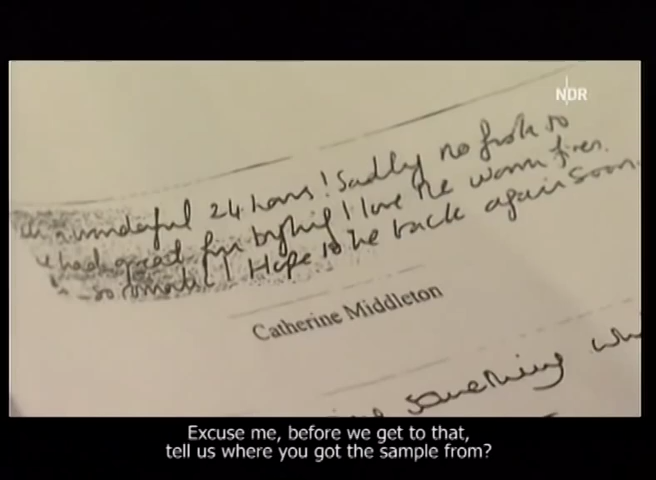 NDR
wonderful 24 hours! Sadly no fish so
I had great fun trying! I love the warm fires
so romantic! Hope to be back again soon.
Catherine Middleton
something
Excuse me, before we get to that,
tell us where you got the sample from?